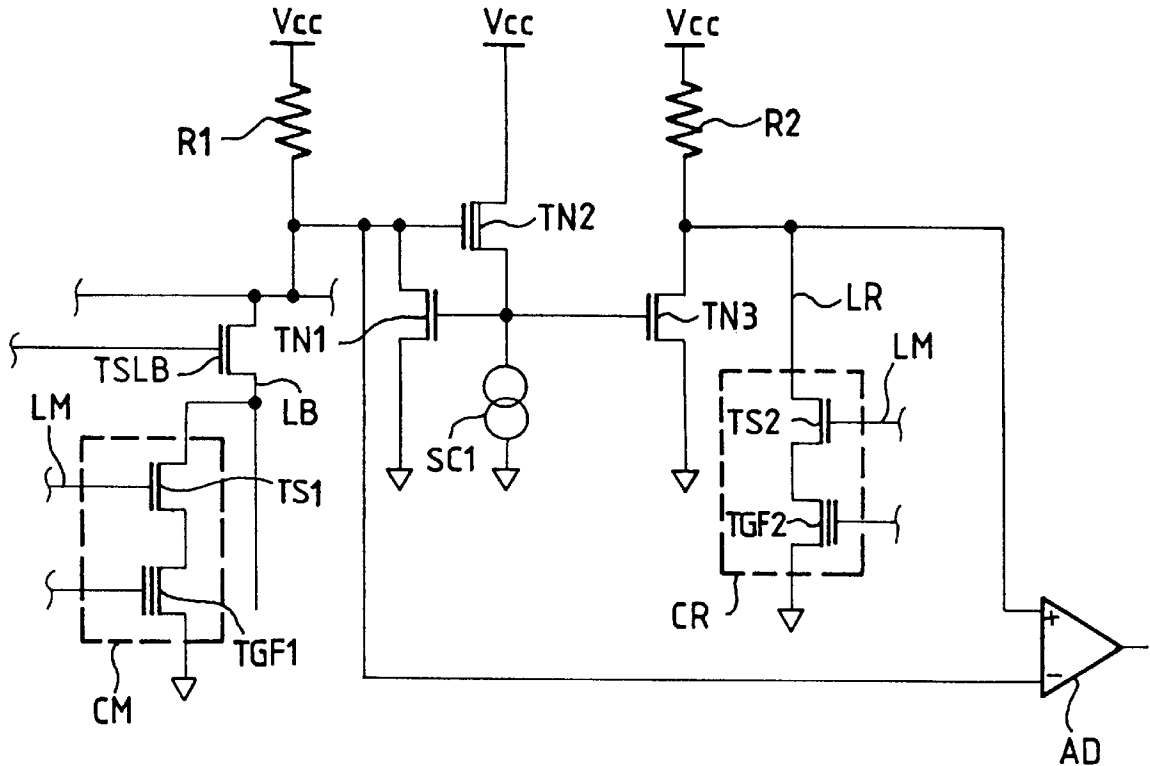 Vcc
Vcc
Vcc
R1
R2
TN2
LR
TN1
TN3
LM
TSLB
LM
LB
TS2
SC1
TS1
TGF2
CR
+
TGF1
−
CM
AD